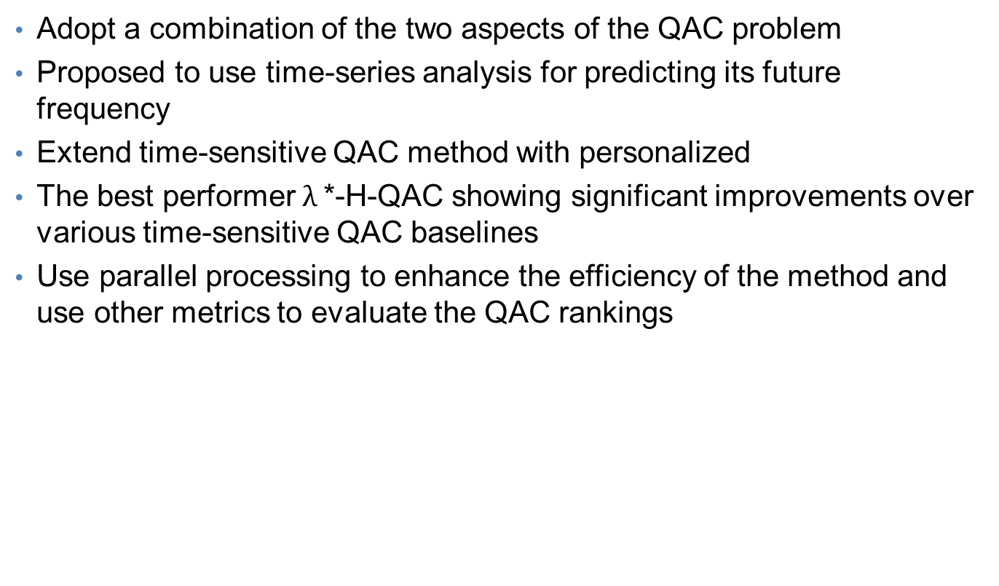 • Adopt a combination of the two aspects of the QAC problem
• Proposed to use time-series analysis for predicting its future
frequency
• Extend time-sensitive QAC method with personalized
• The best performer λ *-H-QAC showing significant improvements over
various time-sensitive QAC baselines
• Use parallel processing to enhance the efficiency of the method and
use other metrics to evaluate the QAC rankings